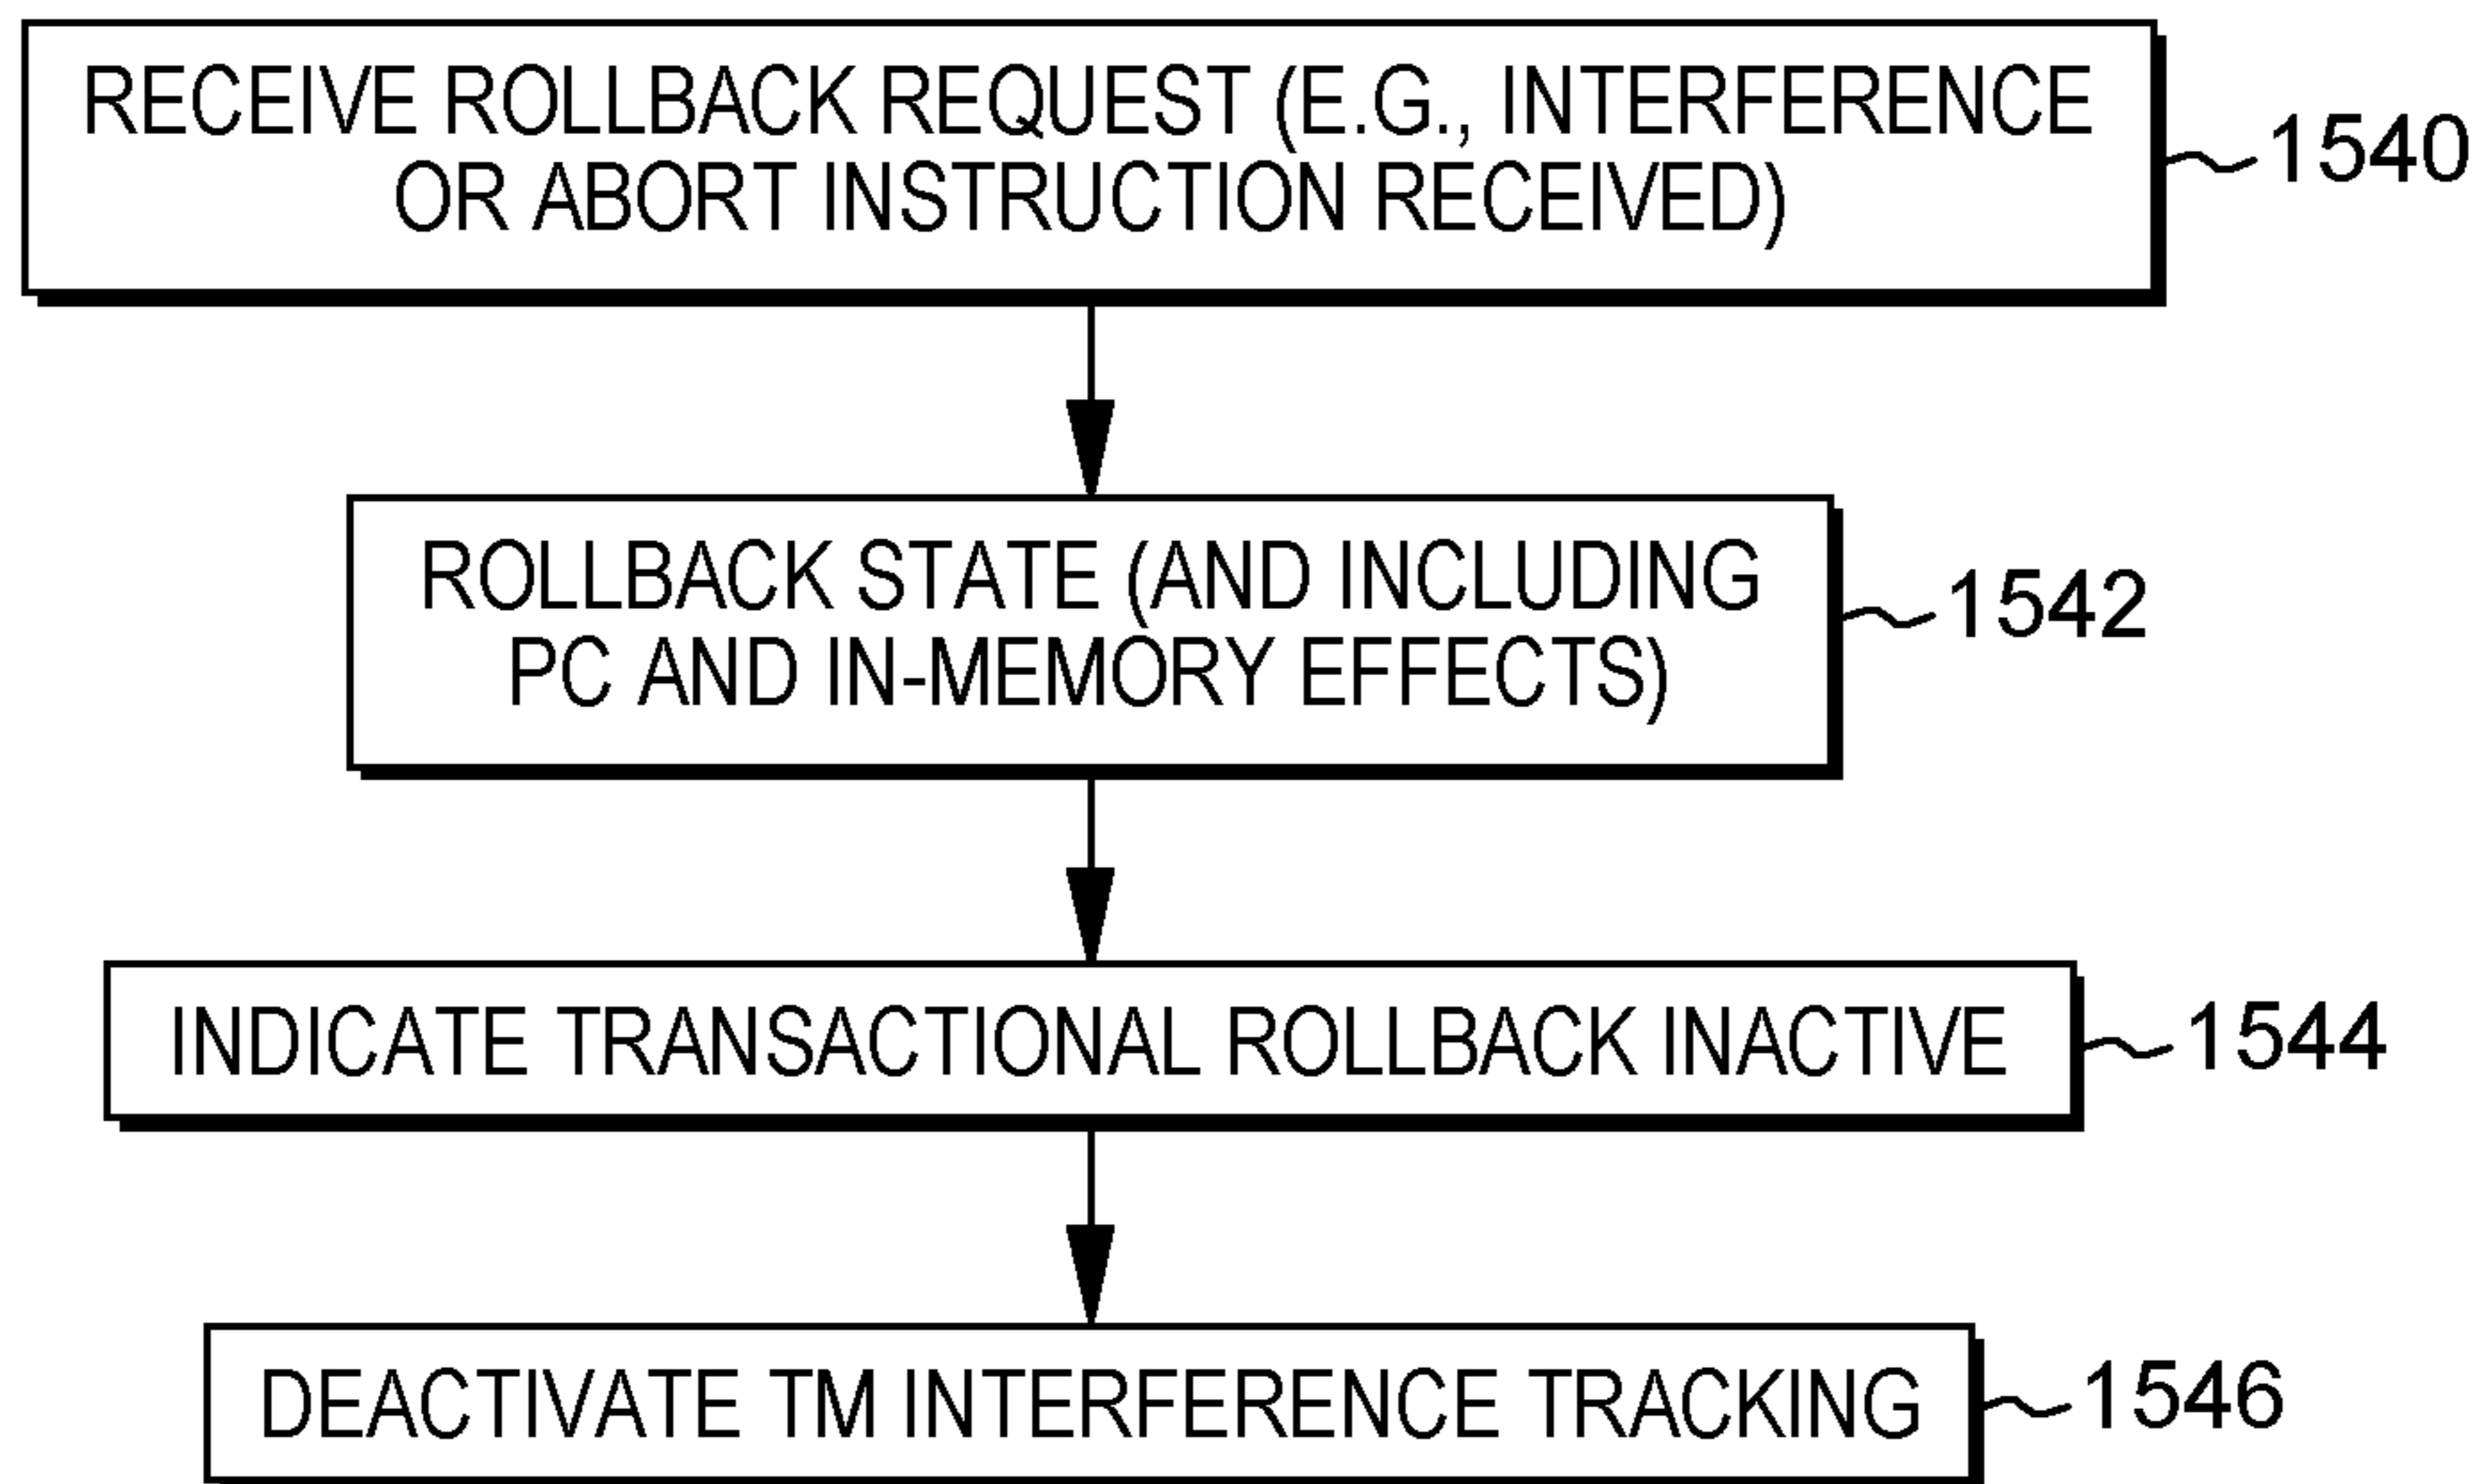 RECEIVE ROLLBACK REQUEST (E.G., INTERFERENCE
OR ABORT INSTRUCTION RECEIVED)
1540
ROLLBACK STATE (AND INCLUDING
PC AND IN-MEMORY EFFECTS)
1542
INDICATE TRANSACTIONAL ROLLBACK INACTIVE
1544
DEACTIVATE TM INTERFERENCE TRACKING
1546